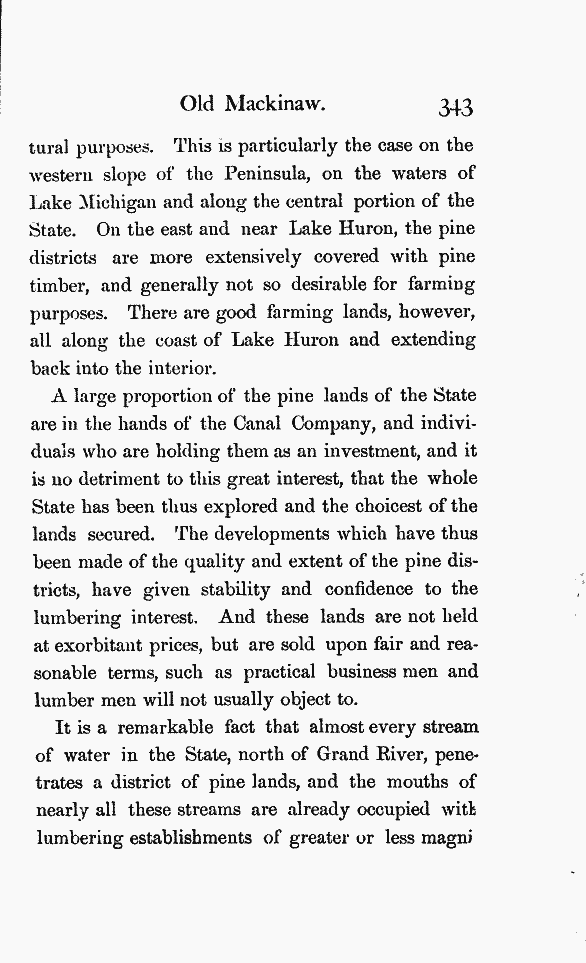 Old Mackinaw. 343
tural purposes. This is particularly the case on the
western slope of the Peninsula, on the waters of
Lake Michigan and along the central portion of the
State. On the east and near Lake Huron, the pine
districts are more extensively covered with pine
timber, and generally not so desirable for farming
purposes. There are good farming lands, however,
all along the coast of Lake Huron and extending
back into the interior.
A large proportion of the pine lands of the State
are in the hands of the Canal Company, and indivi-
duals who are holding them as an investment, and it
is no detriment to this great interest, that the whole
State has been thus explored and the choicest of the
lands secured. The developments which have thus
been made of the quality and extent of the pine dis-
tricts, have given stability and confidence to the
lumbering interest. And these lands are not held
at exorbitant prices, but are sold upon fair and rea-
sonable terms, such as practical business men and
lumber men will not usually object to.
It is a remarkable fact that almost every stream
of water in the State, north of Grand River, pene-
trates a district of pine lands, and the mouths of
nearly all these streams are already occupied with
lumbering establishments of greater or less magni